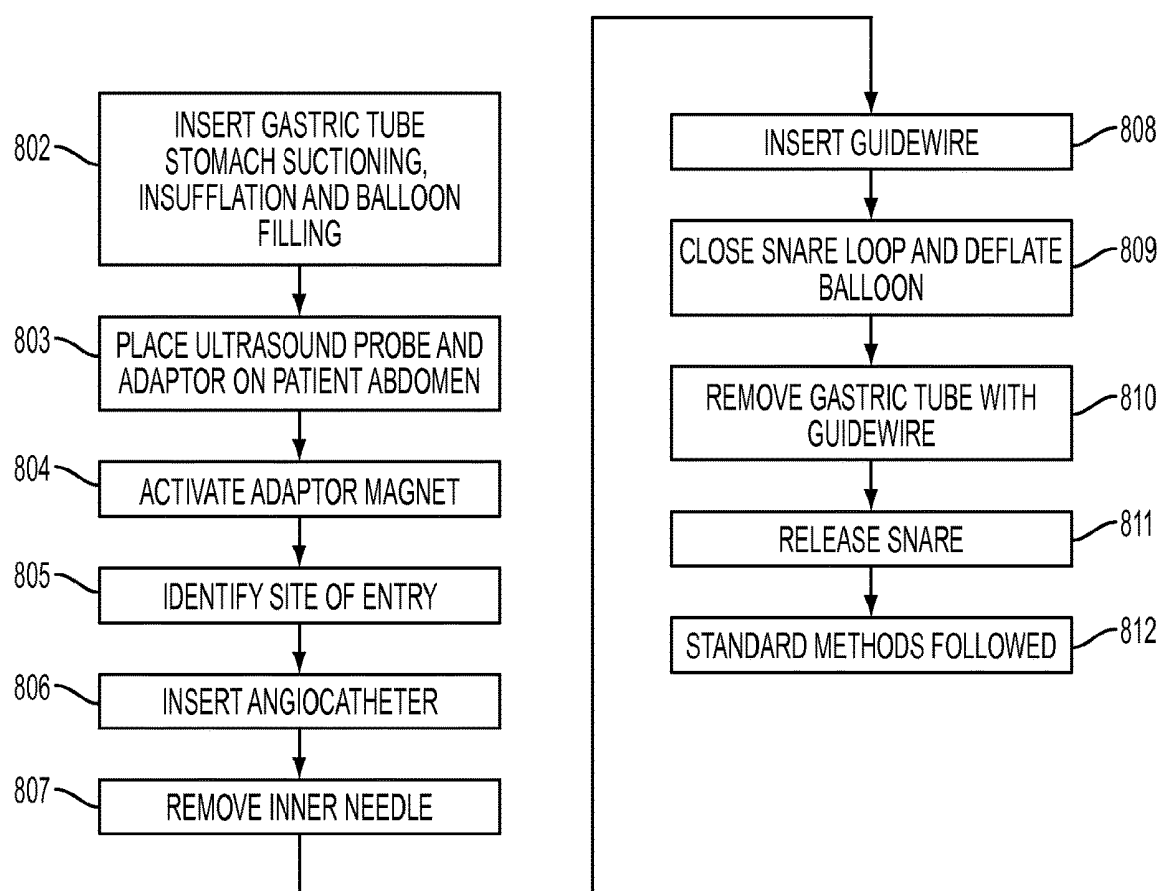 802
INSERT GASTRIC TUBE
STOMACH SUCTIONING,
INSUFFLATION AND BALLOON
FILLING
803
PLACE ULTRASOUND PROBE AND
ADAPTOR ON PATIENT ABDOMEN
804
ACTIVATE ADAPTOR MAGNET
805
IDENTIFY SITE OF ENTRY
806
INSERT ANGIOCATHETER
807
REMOVE INNER NEEDLE
INSERT GUIDEWIRE
808
CLOSE SNARE LOOP AND DEFLATE
BALLOON
809
REMOVE GASTRIC TUBE WITH
GUIDEWIRE
810
RELEASE SNARE
811
STANDARD METHODS FOLLOWED
812